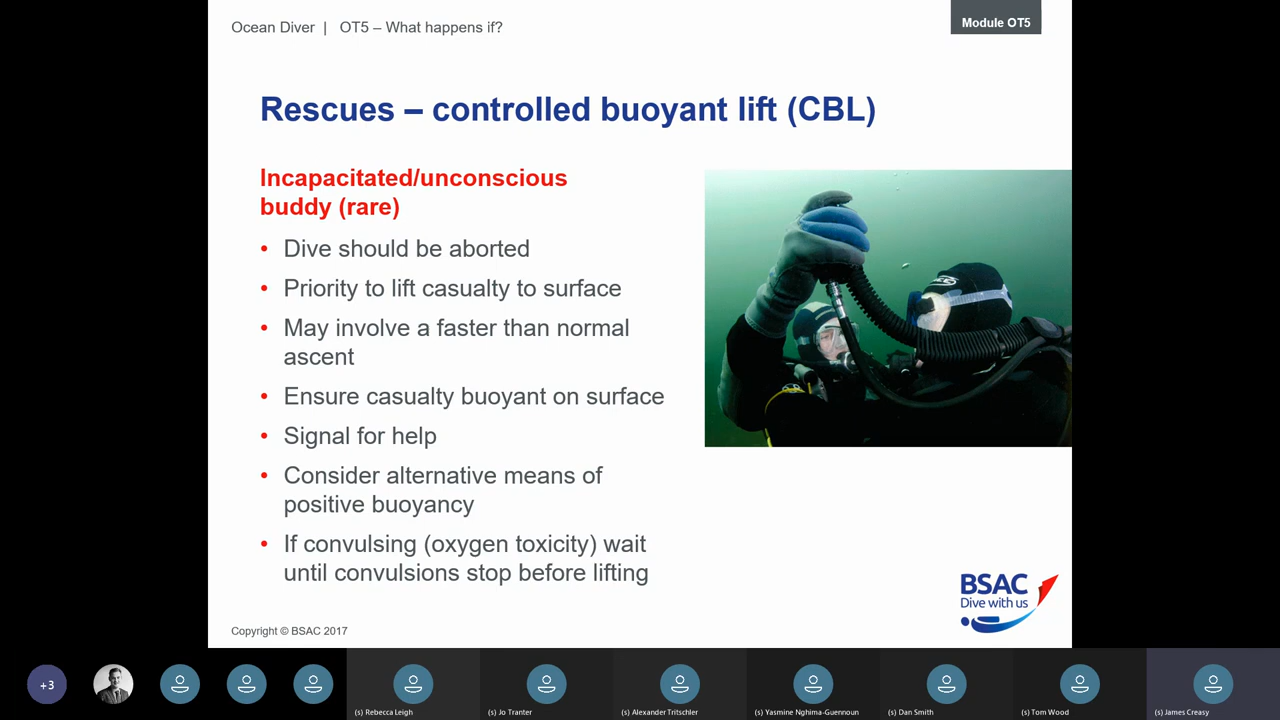 Ocean Diver | OT5 – What happens if?
Module OT5
Rescues – controlled buoyant lift (CBL)
Incapacitated/unconscious
buddy (rare)
• Dive should be aborted
• Priority to lift casualty to surface
• May involve a faster than normal
ascent
• Ensure casualty buoyant on surface
• Signal for help
• Consider alternative means of
positive buoyancy
• If convulsing (oxygen toxicity) wait
until convulsions stop before lifting
BSAC
Dive with us
Copyright © BSAC 2017
+3
(s) Rebecca Leigh
(s) Jo Tranter
(s) Alexander Tritschler
(s) Yasmine Nghima-Guennoun
(s) Dan Smith
(s) Tom Wood
(s) James Creasy